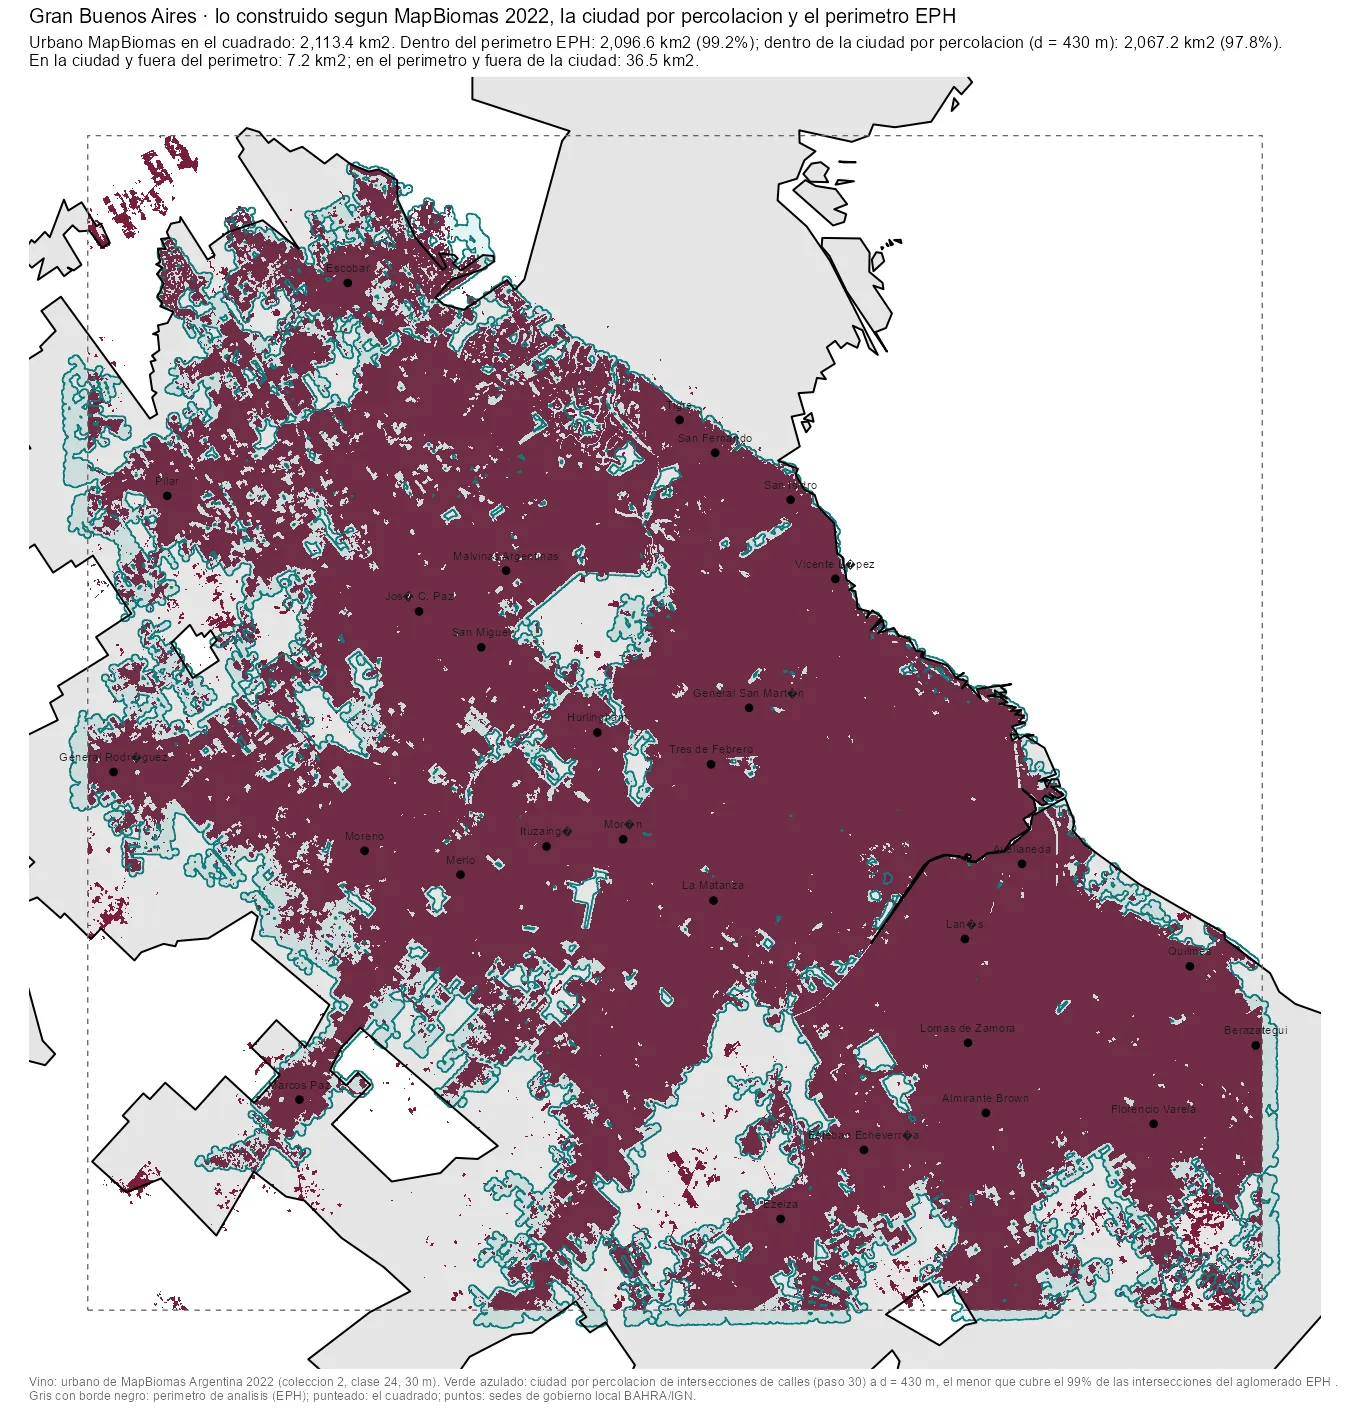 Gran Buenos Aires · lo construido segun MapBiomas 2022, la ciudad por percolacion y el perimetro EPH
Urbano MapBiomas en el cuadrado: 2,113.4 km2. Dentro del perimetro EPH: 2,096.6 km2 (99.2%); dentro de la ciudad por percolacion (d = 430 m): 2,067.2 km2 (97.8%).
En la ciudad y fuera del perimetro: 7.2 km2; en el perimetro y fuera de la ciudad: 36.5 km2.
Escobar
Tigre
San Fernando
Pilar
San Isidro
Malvinas Argentinas
Vicente L�pez
Jos� C. Paz
San Miguel
General San Mart�n
Hurlingham
Tres de Febrero
General Rodr�guez
Ituzaing�
Mor�n
Moreno
Avellaneda
Merlo
La Matanza
Lan�s
Quilmes
Lomas de Zamora
Berazategui
Marcos Paz
Almirante Brown
Florencio Varela
Esteban Echeverr�a
Ezeiza
Vino: urbano de MapBiomas Argentina 2022 (coleccion 2, clase 24, 30 m). Verde azulado: ciudad por percolacion de intersecciones de calles (paso 30) a d = 430 m, el menor que cubre el 99% de las intersecciones del aglomerado EPH .
Gris con borde negro: perimetro de analisis (EPH); punteado: el cuadrado; puntos: sedes de gobierno local BAHRA/IGN.